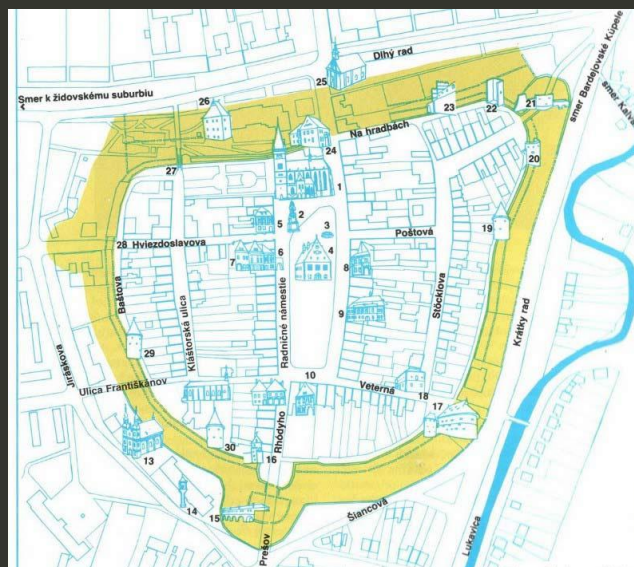 Dlhý rad
Smer k židovskému suburbiu
smer Bardejovské Kúpele
25
26
23
22
21
Na hradbách
24
20
27
1
2
5
3
Poštová
19
28 Hviezdoslavova
6
4
7
8
Baštova
Kláštorská ulica
Radničné námestie
9
Stöcklova
Krátky rad
29
Jiráskova
Ulica Františkánov
10
Veterná
18
17
Rhódyho
13
30
16
14
15
Šiancová
Prešov
Lukavica